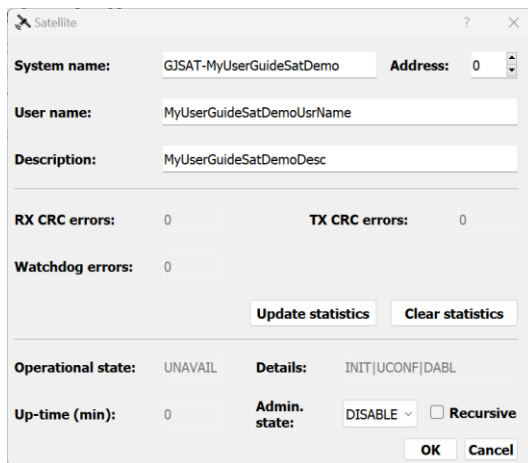 Satellite ? ×
System name: GJSAT-MyUserGuideSatDemo Address: 0
User name: MyUserGuideSatDemoUsrName
Description: MyUserGuideSatDemoDesc
RX CRC errors: 0 TX CRC errors: 0
Watchdog errors: 0
Update statistics Clear statistics
Operational state: UNAVAIL Details: INIT|UCONF|DABL
Up-time (min): 0 Admin. state: DISABLE Recursive
OK Cancel